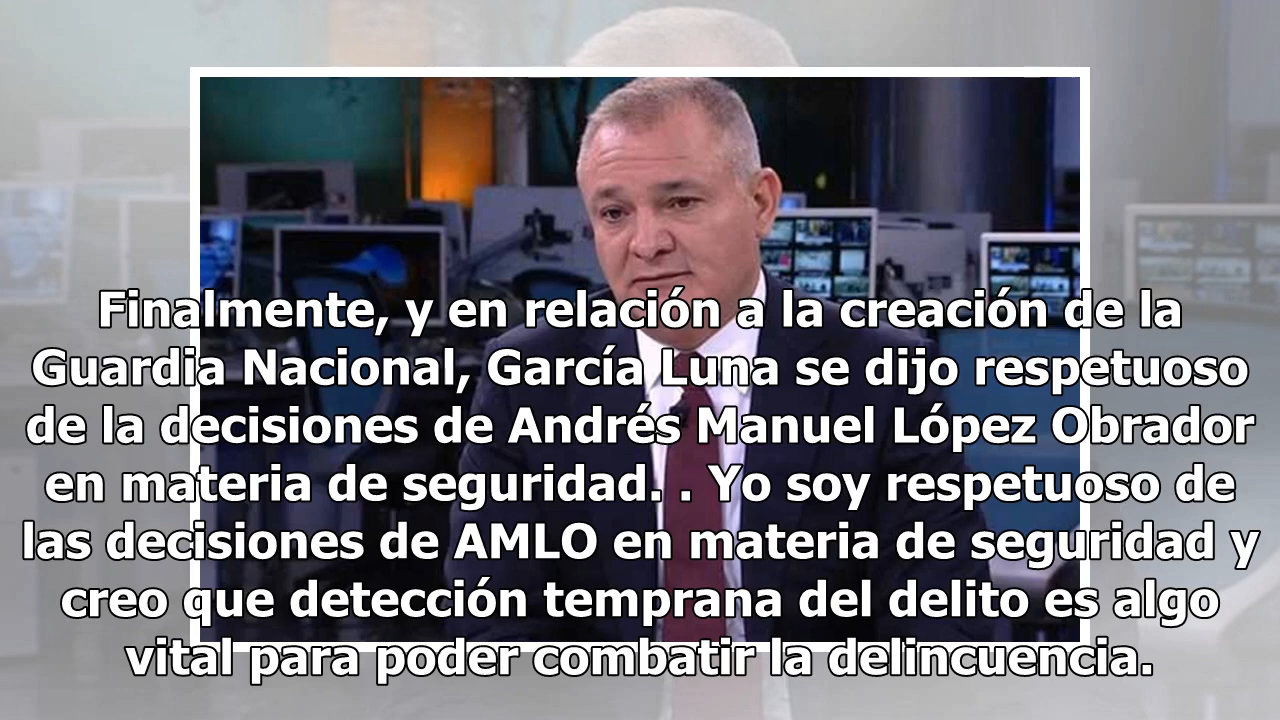 Finalmente, y en relación a la creación de la
Guardia Nacional, García Luna se dijo respetuoso
de la decisiones de Andrés Manuel López Obrador
en materia de seguridad. . Yo soy respetuoso de
las decisiones de AMLO en materia de seguridad y
creo que detección temprana del delito es algo
vital para poder combatir la delincuencia.